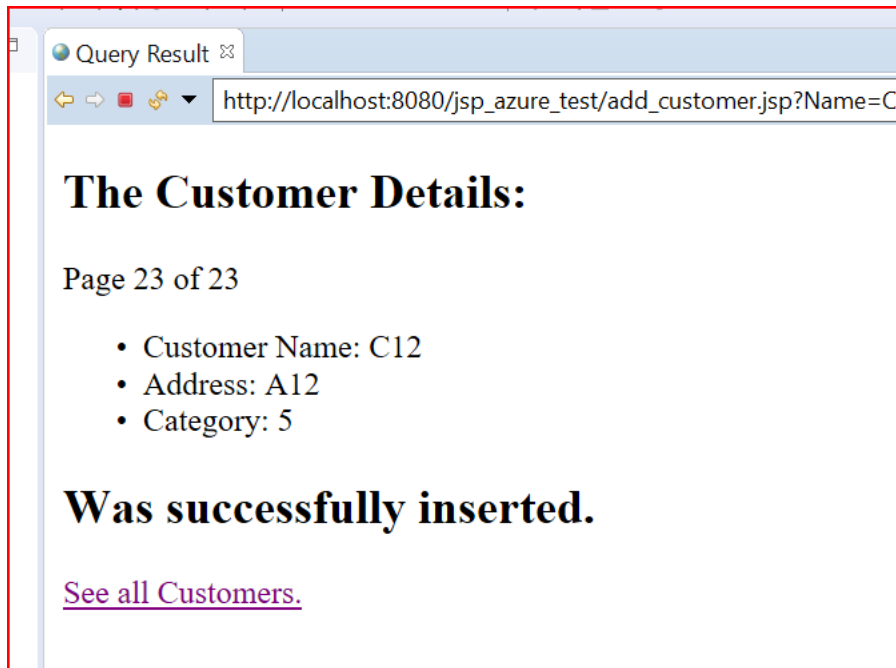 Query Result
http://localhost:8080/jsp_azure_test/add_customer.jsp?Name=C
The Customer Details:
Page 23 of 23
• Customer Name: C12
• Address: A12
• Category: 5
Was successfully inserted.
See all Customers.